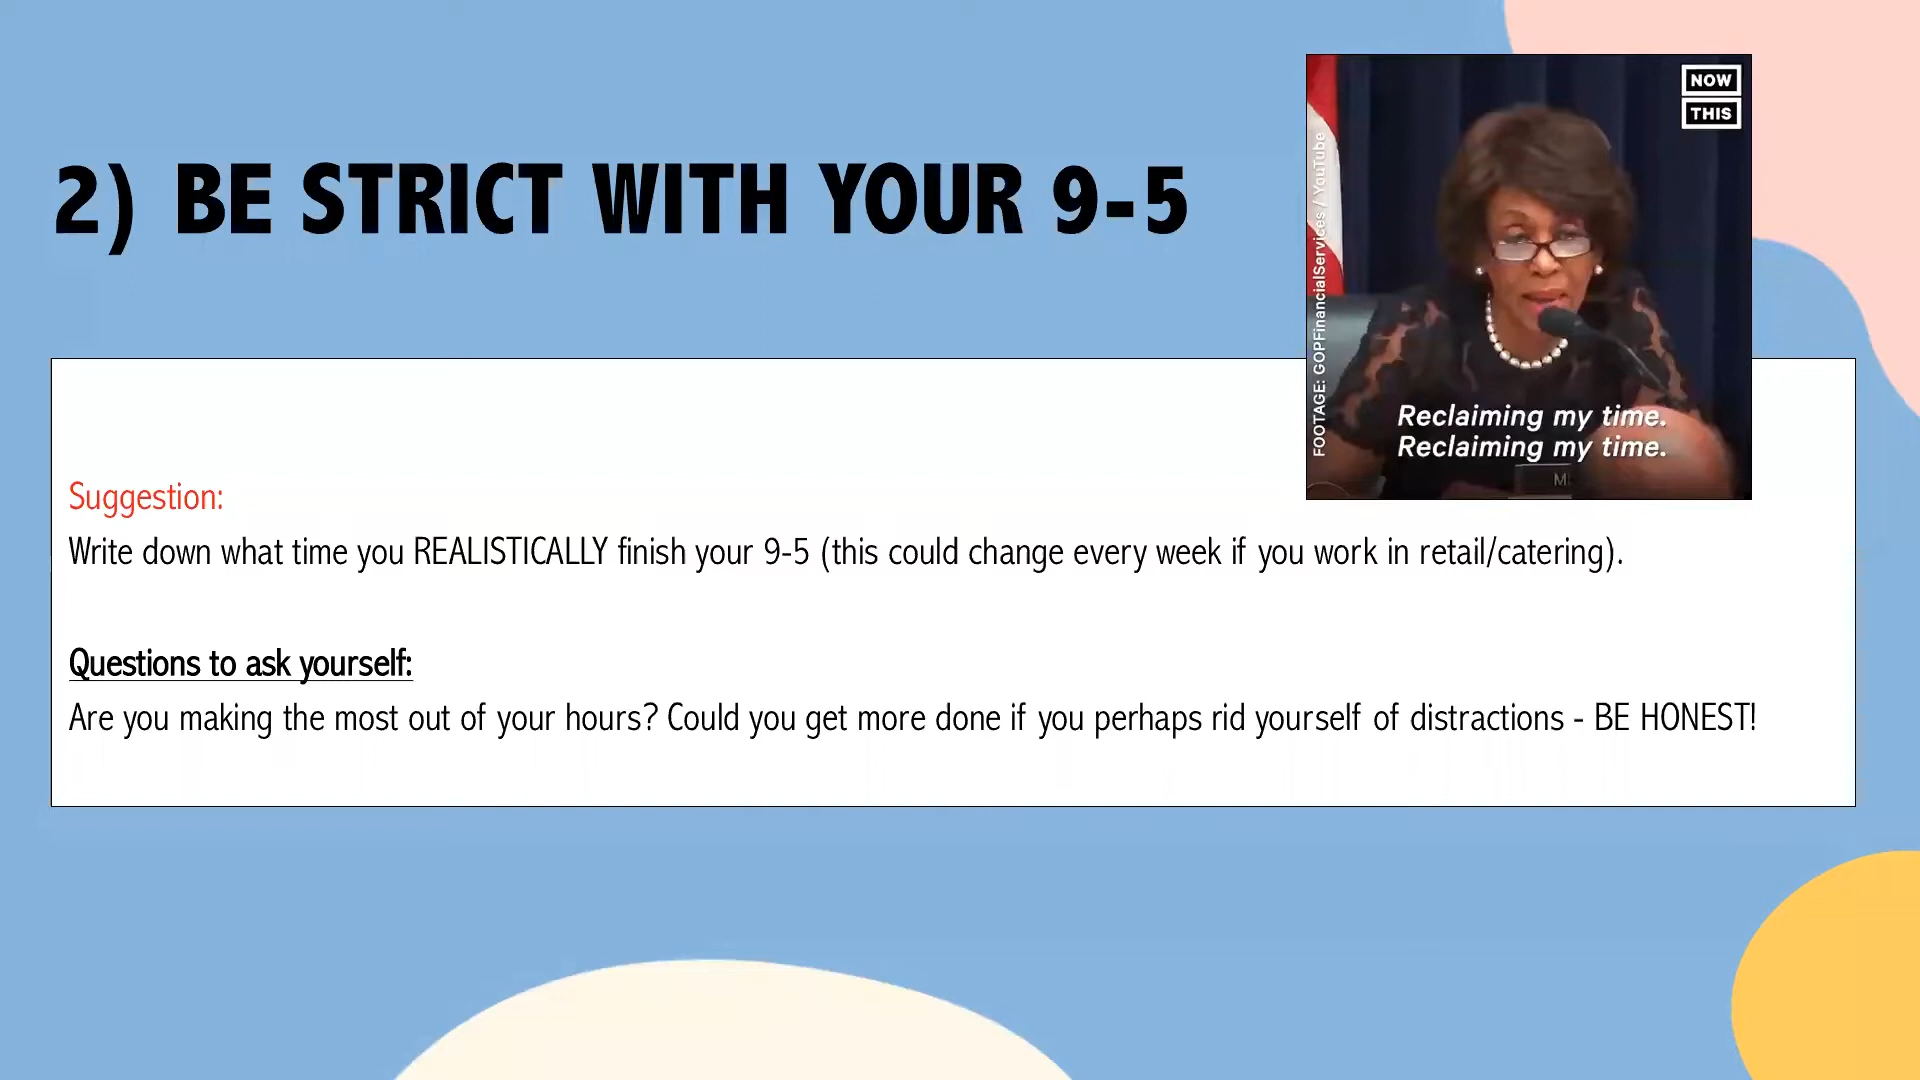 2) BE STRICT WITH YOUR 9-5
NOW
THIS
FOOTAGE: GOPFinancialServices / YouTube
Reclaiming my time.
Reclaiming my time.
Suggestion:
Write down what time you REALISTICALLY finish your 9-5 (this could change every week if you work in retail/catering).
Questions to ask yourself:
Are you making the most out of your hours? Could you get more done if you perhaps rid yourself of distractions - BE HONEST!